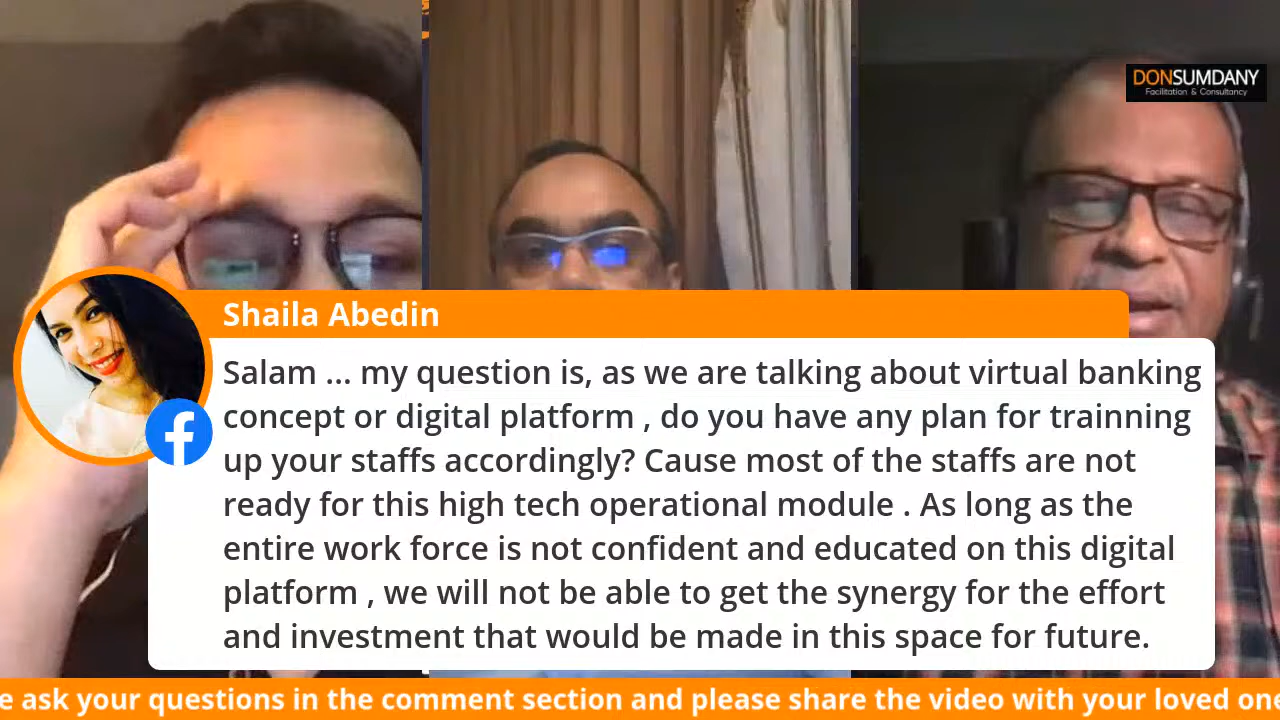 DONSUMDANY
Facilitation & Consultancy
Shaila Abedin
Salam ... my question is, as we are talking about virtual banking
concept or digital platform , do you have any plan for trainning
up your staffs accordingly? Cause most of the staffs are not
ready for this high tech operational module . As long as the
entire work force is not confident and educated on this digital
platform , we will not be able to get the synergy for the effort
and investment that would be made in this space for future.
e ask your questions in the comment section and please share the video with your loved one